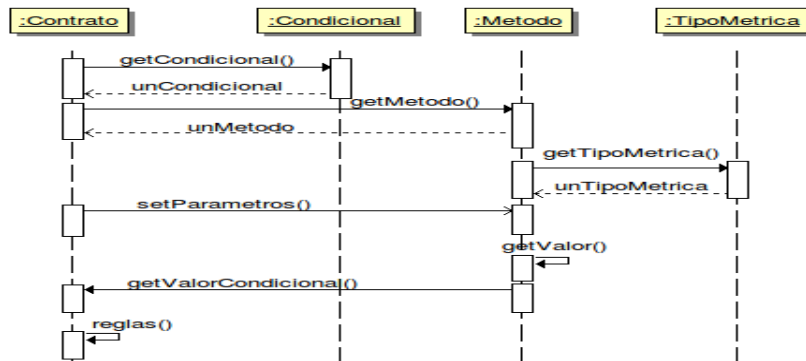 :Contrato
:Condicional
:Metodo
:TipoMetrica
getCondicional()
unCondicional
getMetodo()
unMetodo
getTipoMetrica()
unTipoMetrica
setParametros()
getValor()
getValorCondicional()
reglas()